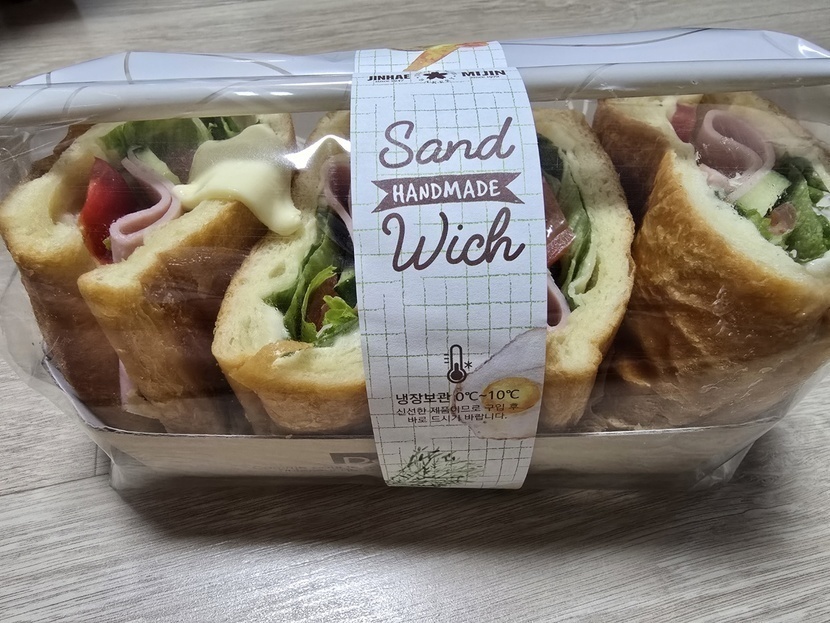 JINHAE MIJIN
Sand
HANDMADE
Wich
냉장보관 0℃~10℃
신선한 제품이므로 구입 후
바로 드시기 바랍니다.